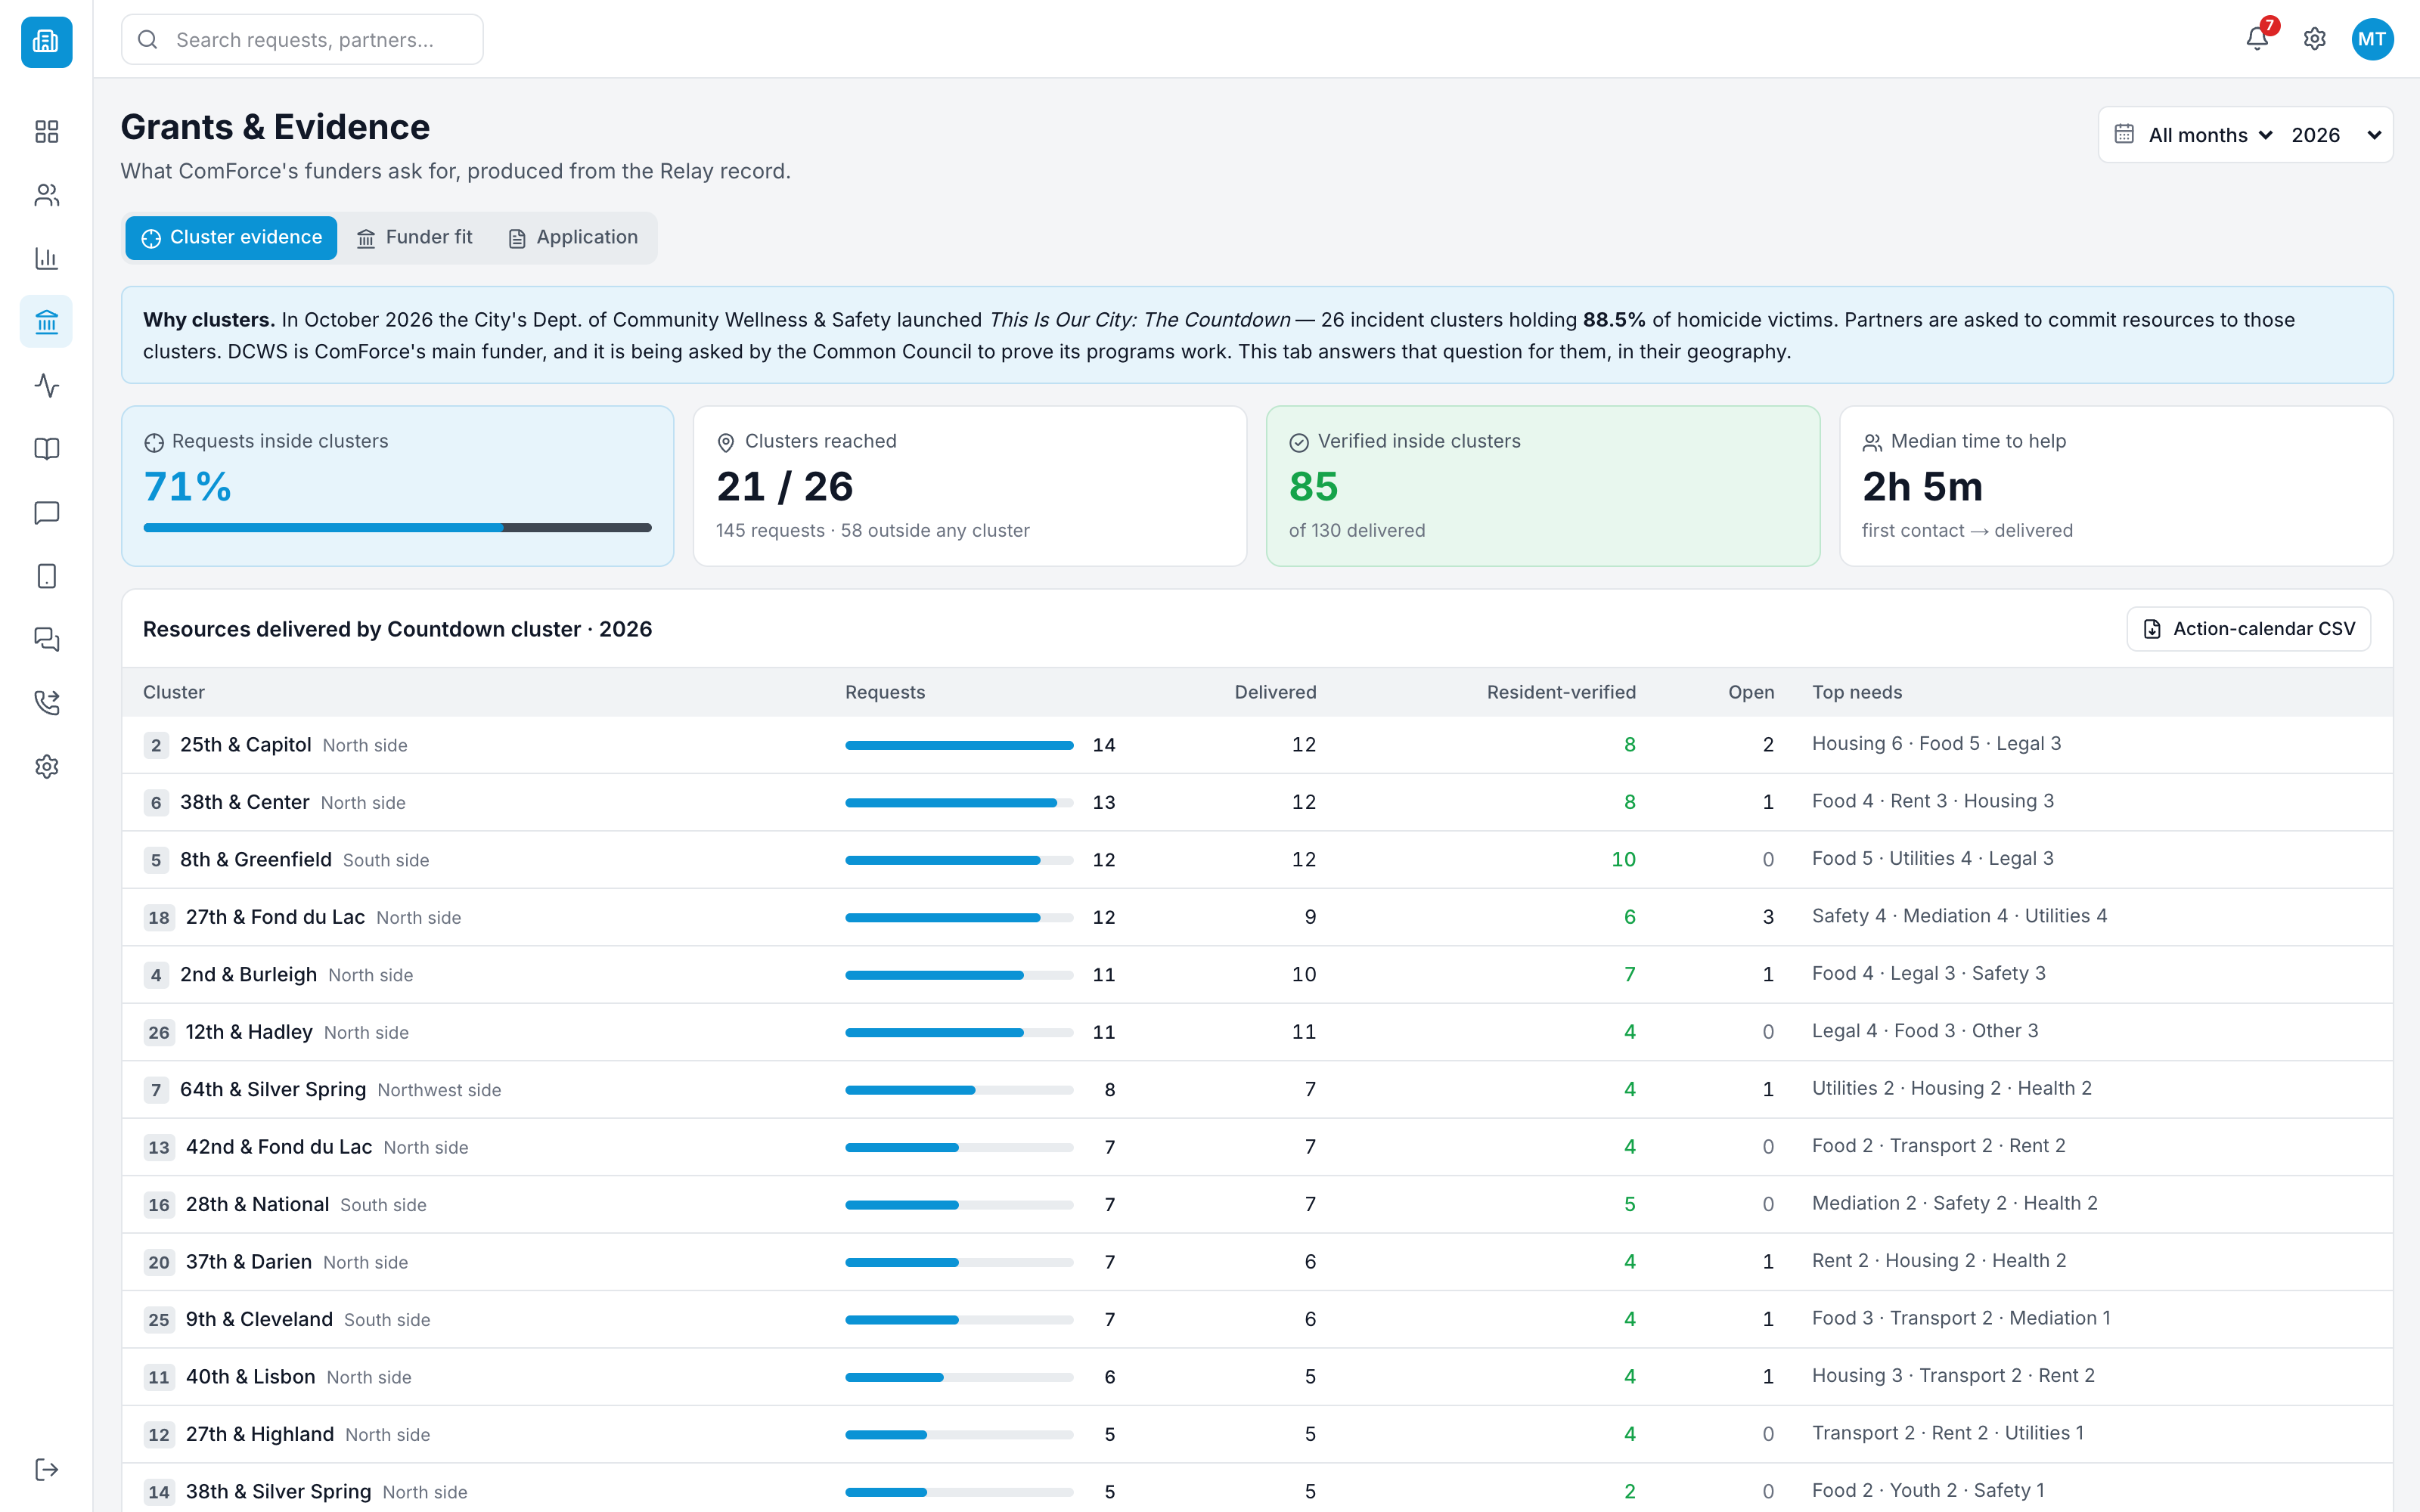 Search requests, partners...
7
MT
Grants & Evidence
What ComForce's funders ask for, produced from the Relay record.
All months
2026
Cluster evidence
Funder fit
Application
Why clusters. In October 2026 the City's Dept. of Community Wellness & Safety launched This Is Our City: The Countdown — 26 incident clusters holding 88.5% of homicide victims. Partners are asked to commit resources to those
clusters. DCWS is ComForce's main funder, and it is being asked by the Common Council to prove its programs work. This tab answers that question for them, in their geography.
Requests inside clusters
71%
Clusters reached
21 / 26
145 requests · 58 outside any cluster
Verified inside clusters
85
of 130 delivered
Median time to help
2h 5m
first contact → delivered
Resources delivered by Countdown cluster · 2026
Action-calendar CSV
Cluster Requests Delivered Resident-verified Open Top needs
2 25th & Capitol North side 14 12 8 2 Housing 6 · Food 5 · Legal 3
6 38th & Center North side 13 12 8 1 Food 4 · Rent 3 · Housing 3
5 8th & Greenfield South side 12 12 10 0 Food 5 · Utilities 4 · Legal 3
18 27th & Fond du Lac North side 12 9 6 3 Safety 4 · Mediation 4 · Utilities 4
4 2nd & Burleigh North side 11 10 7 1 Food 4 · Legal 3 · Safety 3
26 12th & Hadley North side 11 11 4 0 Legal 4 · Food 3 · Other 3
7 64th & Silver Spring Northwest side 8 7 4 1 Utilities 2 · Housing 2 · Health 2
13 42nd & Fond du Lac North side 7 7 4 0 Food 2 · Transport 2 · Rent 2
16 28th & National South side 7 7 5 0 Mediation 2 · Safety 2 · Health 2
20 37th & Darien North side 7 6 4 1 Rent 2 · Housing 2 · Health 2
25 9th & Cleveland South side 7 6 4 1 Food 3 · Transport 2 · Mediation 1
11 40th & Lisbon North side 6 5 4 1 Housing 3 · Transport 2 · Rent 2
12 27th & Highland North side 5 5 4 0 Transport 2 · Rent 2 · Utilities 1
14 38th & Silver Spring North side 5 5 2 0 Food 2 · Youth 2 · Safety 1